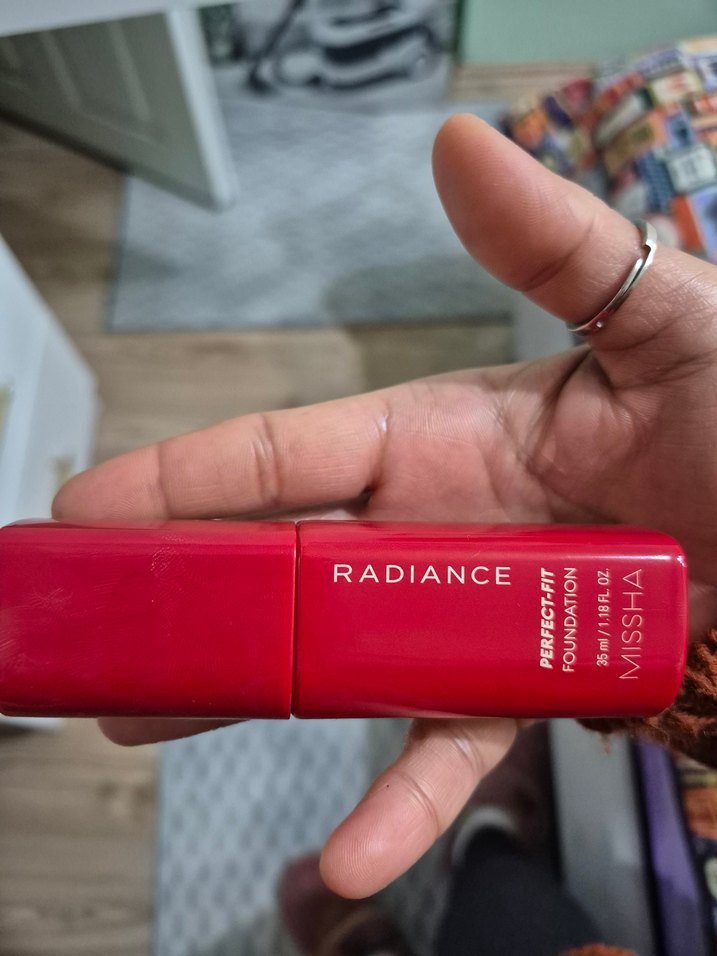 RADIANCE
PERFECT-FIT
FOUNDATION
35 ml / 1.18 FL. OZ.
MISSHA